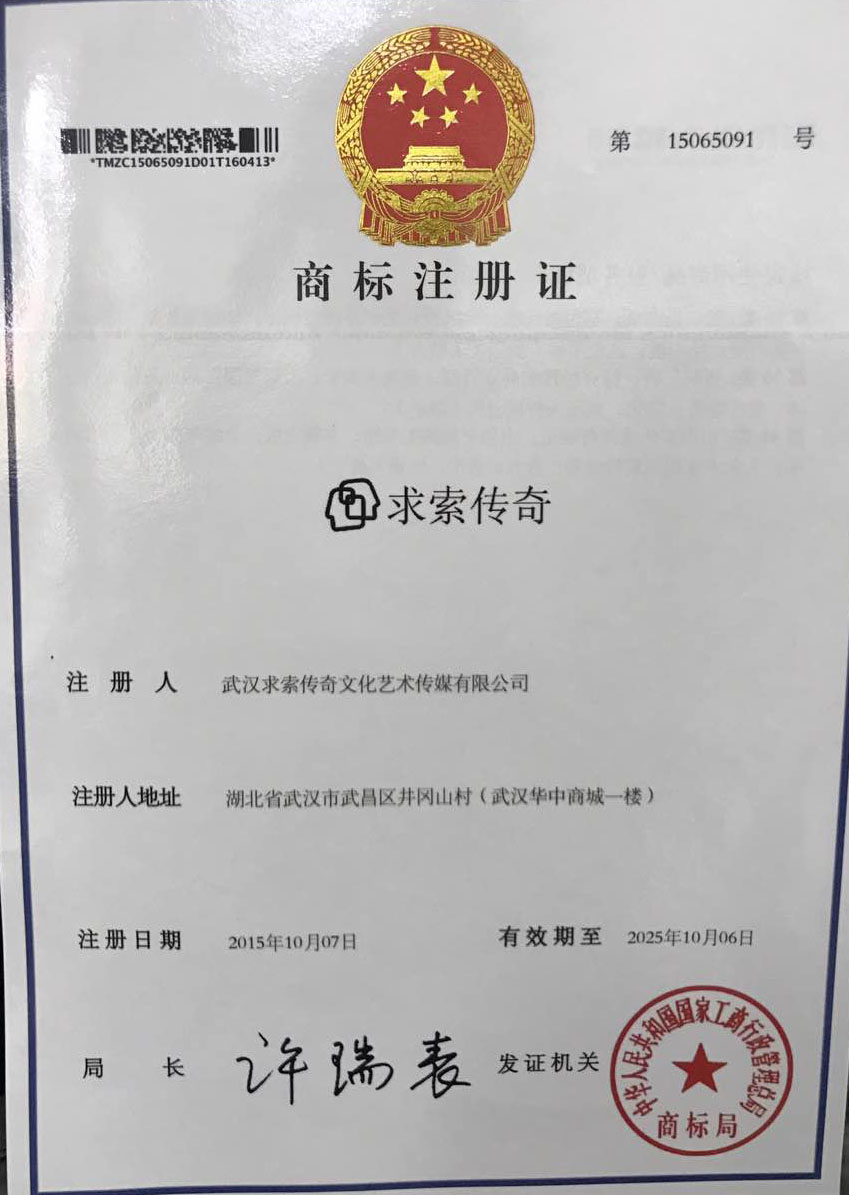 *TMZC15065091D01T160413*
第 15065091 号
商标注册证
求索传奇
注册人 武汉求索传奇文化艺术传媒有限公司
注册人地址 湖北省武汉市武昌区井冈山村（武汉华中商城一楼）
注册日期 2015年10月07日 有效期至 2025年10月06日
局长 许瑞表 发证机关
中华人民共和国国家工商行政管理总局
商标局